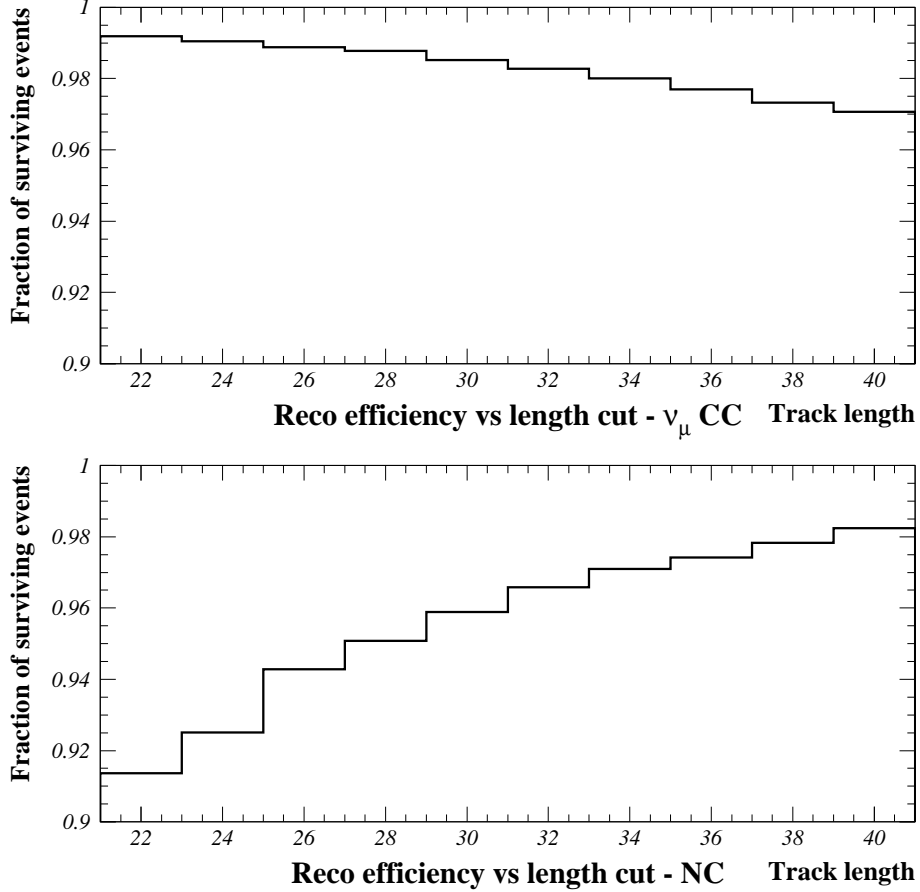 Fraction of surviving events
1
0.98
0.96
0.94
0.92
0.9
22 24 26 28 30 32 34 36 38 40
Reco efficiency vs length cut - νμ CC Track length
Fraction of surviving events
1
0.98
0.96
0.94
0.92
0.9
22 24 26 28 30 32 34 36 38 40
Reco efficiency vs length cut - NC Track length